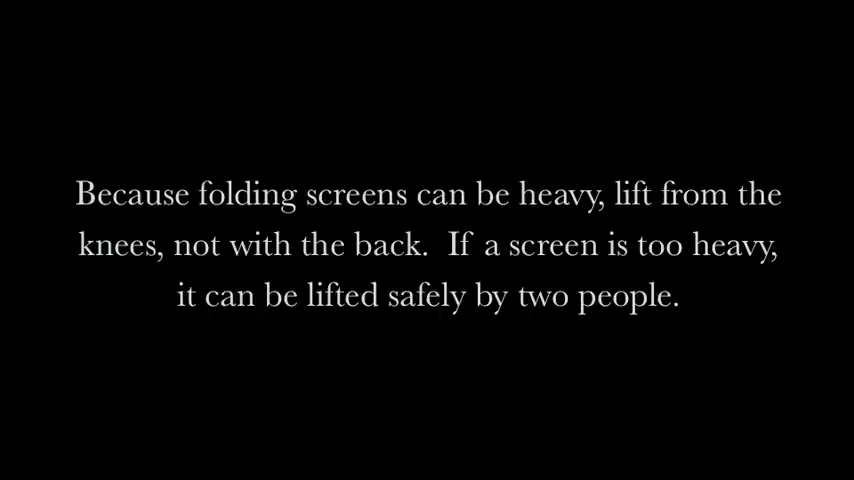 Because folding screens can be heavy, lift from the
knees, not with the back.  If a screen is too heavy,
it can be lifted safely by two people.